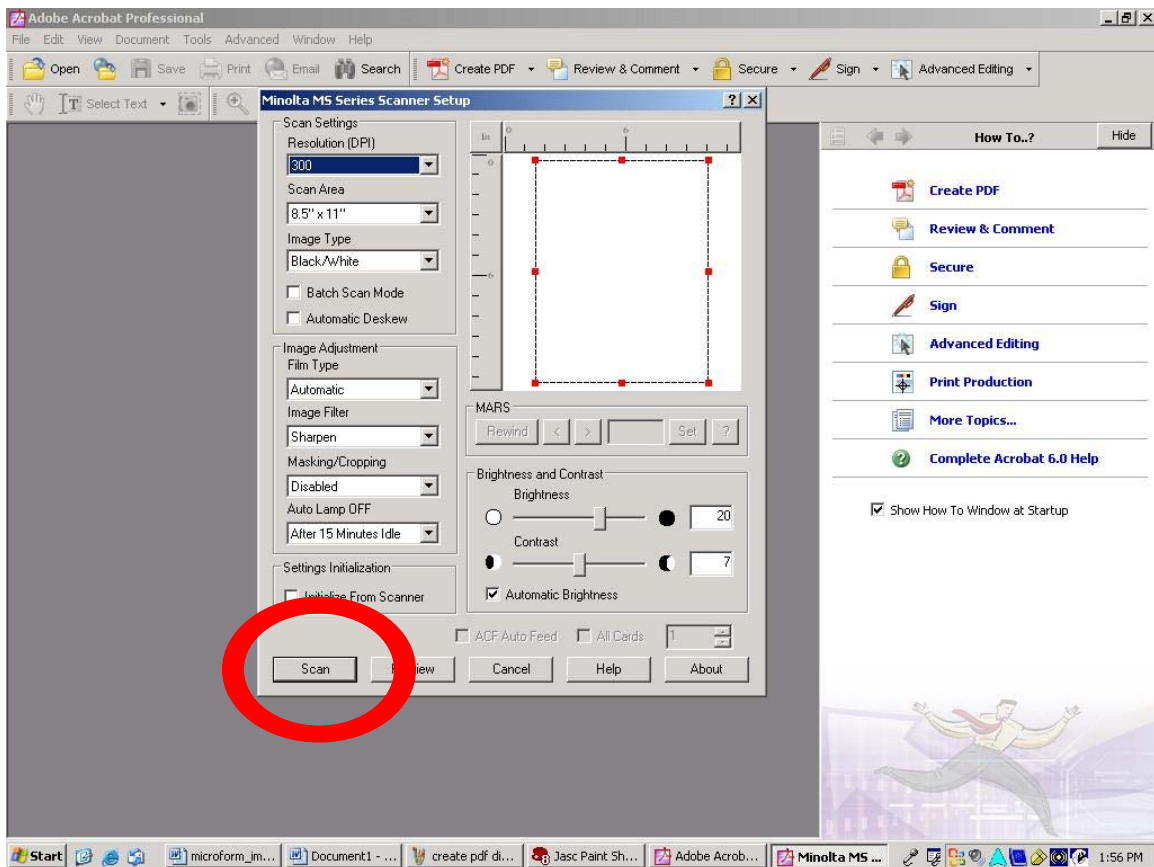 Adobe Acrobat Professional
File Edit View Document Tools Advanced Window Help
Open Save Print Email Search Create PDF Review & Comment Secure Sign Advanced Editing
Select Text
Minolta MS Series Scanner Setup
Scan Settings
Resolution (DPI)
300
Scan Area
8.5" x 11"
Image Type
Black/White
Batch Scan Mode
Automatic Deskew
Image Adjustment
Film Type
Automatic
Image Filter
Sharpen
Masking/Cropping
Disabled
Auto Lamp OFF
After 15 Minutes Idle
Settings Initialization
Initialize From Scanner
In 0 6
0
6
MARS
Rewind < > Set ?
Brightness and Contrast
Brightness
20
Contrast
7
Automatic Brightness
ACF Auto Feed All Cards 1
Scan Cancel Help About
How To..? Hide
Create PDF
Review & Comment
Secure
Sign
Advanced Editing
Print Production
More Topics...
Complete Acrobat 6.0 Help
Show How To Window at Startup
Start microform_im... Document1 - ... create pdf di... Jasc Paint Sh... Adobe Acrob... Minolta MS ... 1:56 PM